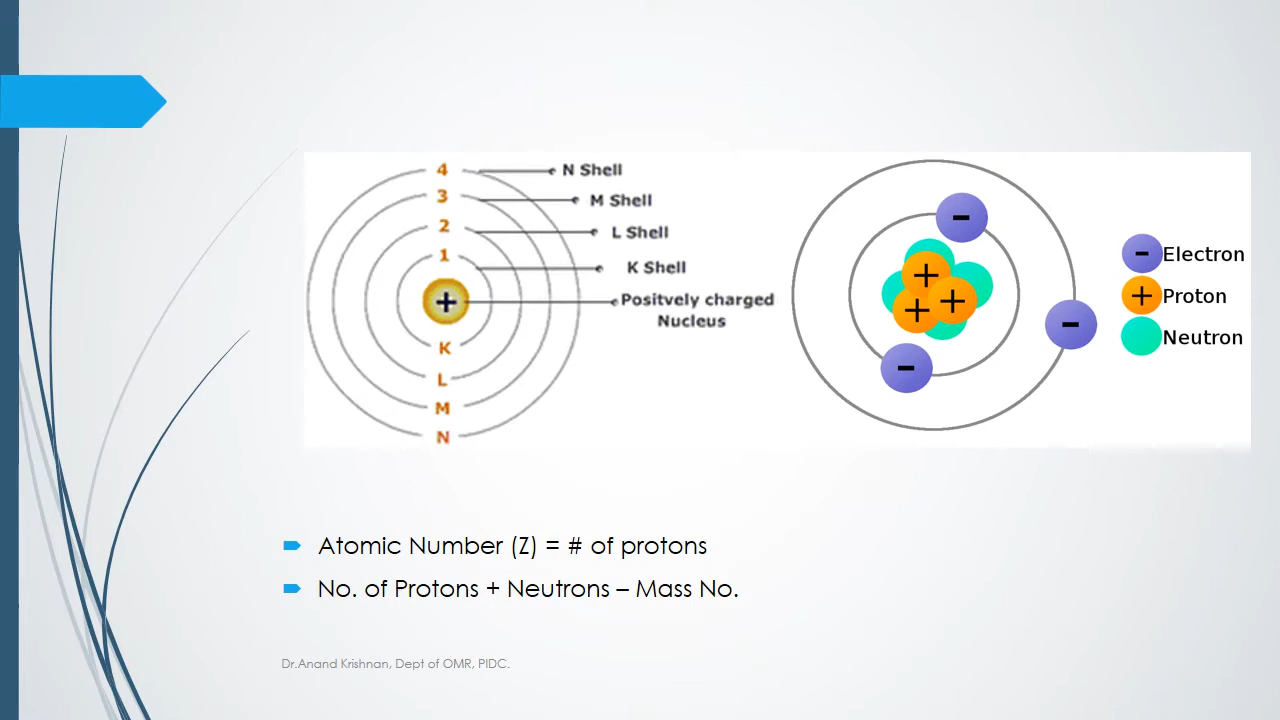 4
3
2
1
+
K
L
M
N
N Shell
M Shell
L Shell
K Shell
Positvely charged
Nucleus
-
+
+
+
-
-
- Electron
+ Proton
Neutron
Atomic Number (Z) = # of protons
No. of Protons + Neutrons – Mass No.
Dr.Anand Krishnan, Dept of OMR, PIDC.